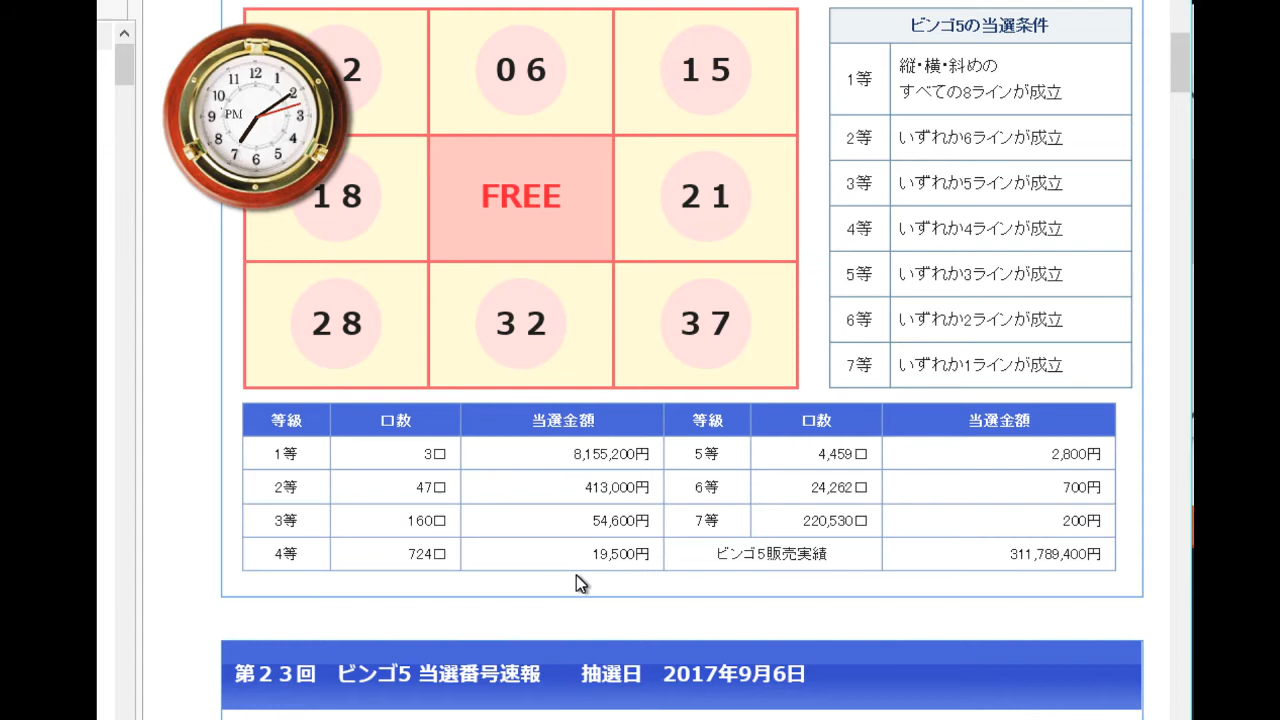 2 06 15
18 FREE 21
28 32 37
ビンゴ5の当選条件
1等 縦・横・斜めの
すべての8ラインが成立
2等 いずれか6ラインが成立
3等 いずれか5ラインが成立
4等 いずれか4ラインが成立
5等 いずれか3ラインが成立
6等 いずれか2ラインが成立
7等 いずれか1ラインが成立
12 1 2 3 4 5 6 7 8 9 10 11
PM
等級 口数 当選金額 等級 口数 当選金額
1等 3口 8,155,200円 5等 4,459口 2,800円
2等 47口 413,000円 6等 24,262口 700円
3等 160口 54,600円 7等 220,530口 200円
4等 724口 19,500円 ビンゴ5販売実績 311,789,400円
第23回 ビンゴ5 当選番号速報 抽選日 2017年9月6日